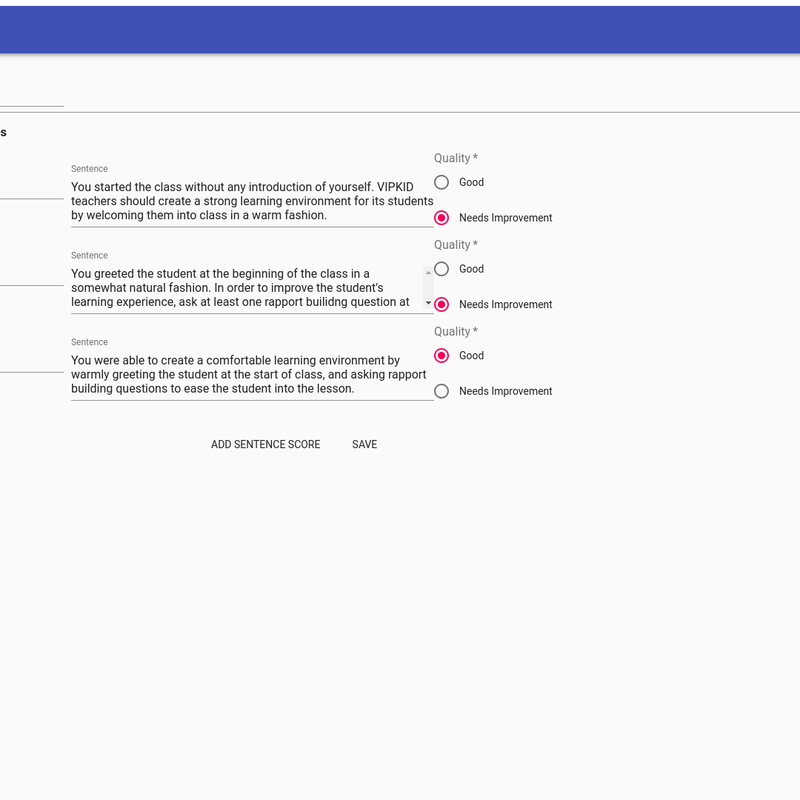 s
Quality *
Sentence
Good
You started the class without any introduction of yourself. VIPKID
teachers should create a strong learning environment for its students
by welcoming them into class in a warm fashion.
Needs Improvement
Quality *
Sentence
Good
You greeted the student at the beginning of the class in a
somewhat natural fashion. In order to improve the student's
learning experience, ask at least one rapport builidng question at
Needs Improvement
Quality *
Sentence
Good
You were able to create a comfortable learning environment by
warmly greeting the student at the start of class, and asking rapport
building questions to ease the student into the lesson.
Needs Improvement
ADD SENTENCE SCORE
SAVE